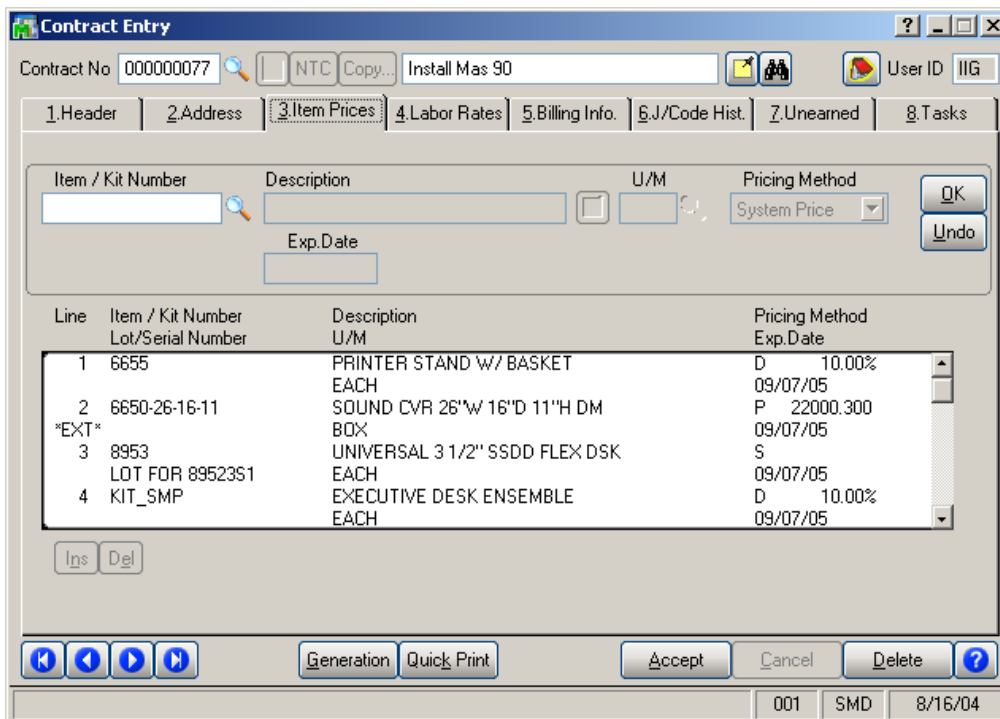 Contract Entry
Contract No 000000077 NTC Copy... Install Mas 90 User ID IIG
1.Header 2.Address 3.Item Prices 4.Labor Rates 5.Billing Info. 6.J/Code Hist. 7.Unearned 8.Tasks
Item / Kit Number Description U/M Pricing Method
System Price OK
Undo
Exp.Date
Line Item / Kit Number Description Pricing Method
Lot/Serial Number U/M Exp.Date
1 6655 PRINTER STAND W/ BASKET D 10.00%
EACH 09/07/05
2 6650-26-16-11 SOUND CVR 26"W 16"D 11"H DM P 22000.300
*EXT* BOX 09/07/05
3 8953 UNIVERSAL 3 1/2" SSDD FLEX DSK S
LOT FOR 89523S1 EACH 09/07/05
4 KIT_SMP EXECUTIVE DESK ENSEMBLE D 10.00%
EACH 09/07/05
Ins Del
Generation Quick Print Accept Cancel Delete
001 SMD 8/16/04